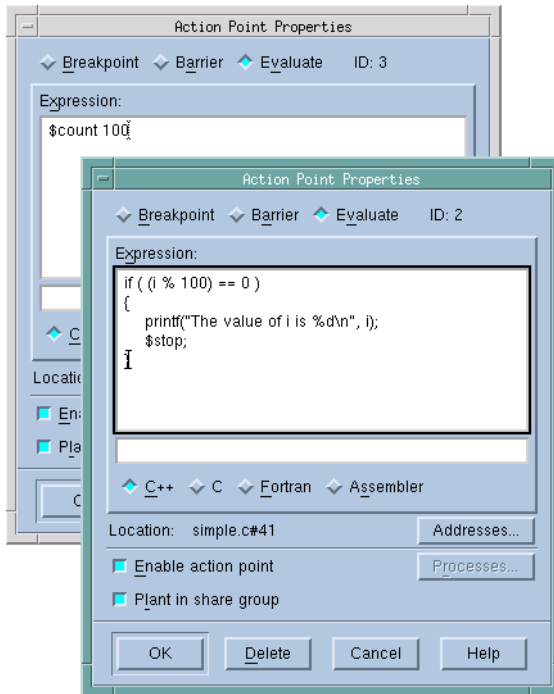 Action Point Properties
Breakpoint Barrier Evaluate ID: 3
Expression:
$count 100
Action Point Properties
Breakpoint Barrier Evaluate ID: 2
Expression:
if ( (i % 100) == 0 )
{
printf("The value of i is %d\n", i);
$stop;
}
C++ C Fortran Assembler
Location: simple.c#41 Addresses...
Enable action point Processes...
Plant in share group
OK Delete Cancel Help